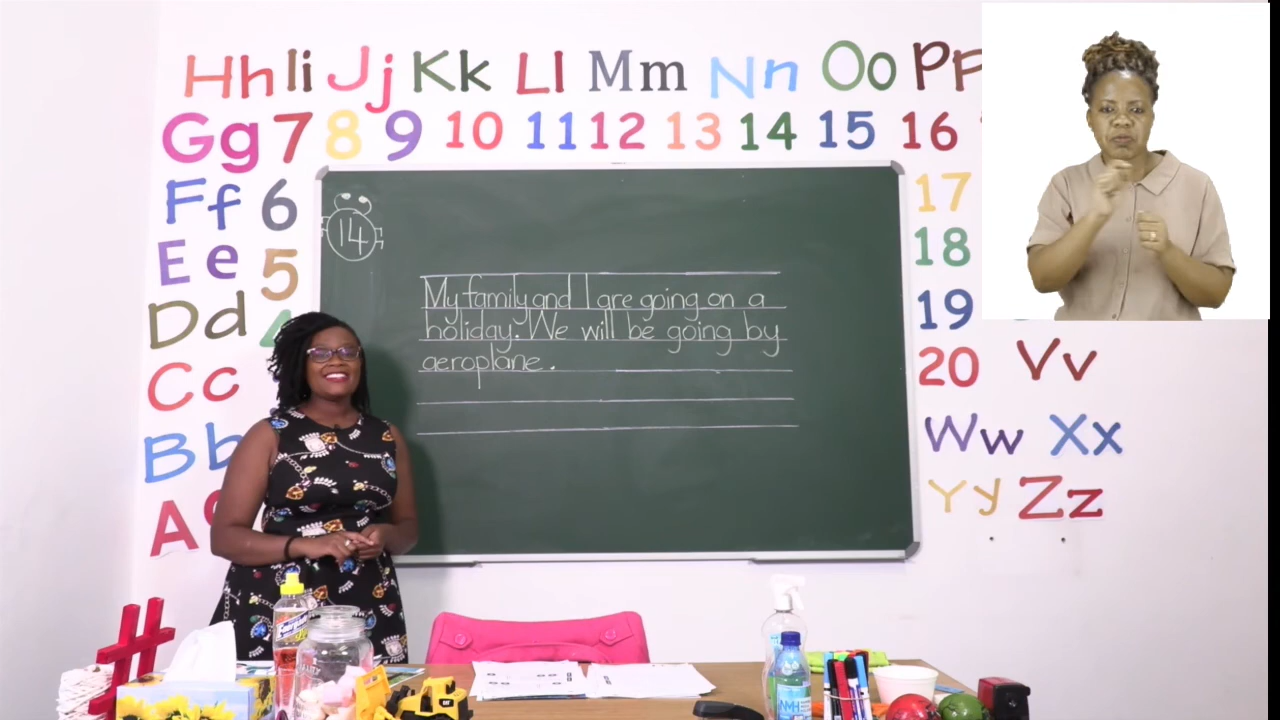 Hh Ii Jj Kk Ll Mm Nn Oo Pp
Gg 7 8 9 10 11 12 13 14 15 16
Ff 6 17
Ee 5 18
Dd 4 19
Cc 20 Vv
Bb Ww Xx
A Yy Zz
14
My family and I are going on a
holiday. We will be going by
aeroplane.
CAT